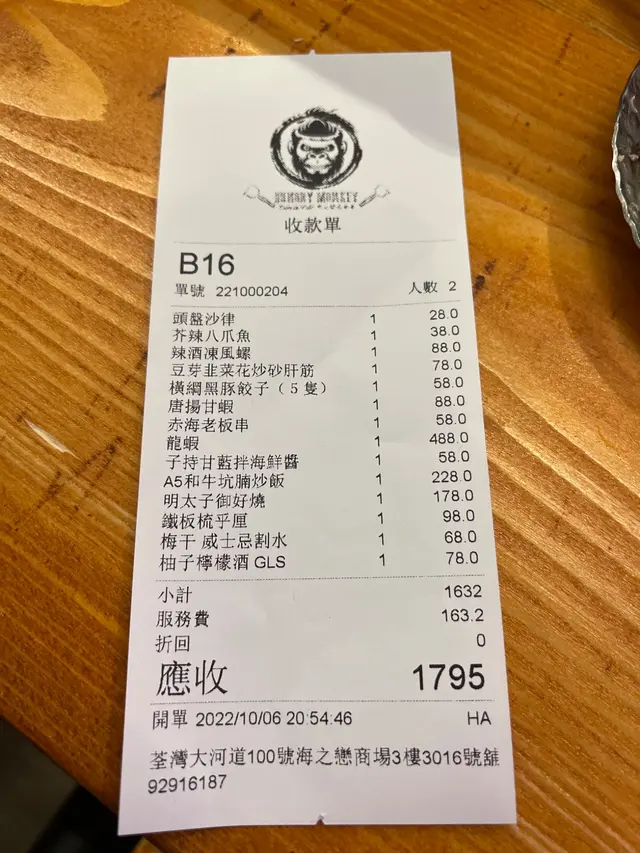 HUNGRY MONKEY
收款單
B16
單號 221000204 人數 2
頭盤沙律 1 28.0
芥辣八爪魚 1 38.0
辣酒凍風螺 1 88.0
豆芽韭菜花炒砂肝筋 1 78.0
橫綱黑豚餃子（5隻） 1 58.0
唐揚甘蝦 1 88.0
赤海老板串 1 58.0
龍蝦 1 488.0
子持甘藍拌海鮮醬 1 58.0
A5和牛坑腩炒飯 1 228.0
明太子御好燒 1 178.0
鐵板梳乎厘 1 98.0
梅干 威士忌割水 1 68.0
柚子檸檬酒 GLS 1 78.0
小計 1632
服務費 163.2
折回 0
應收 1795
開單 2022/10/06 20:54:46 HA
荃灣大河道100號海之戀商場3樓3016號舖
92916187